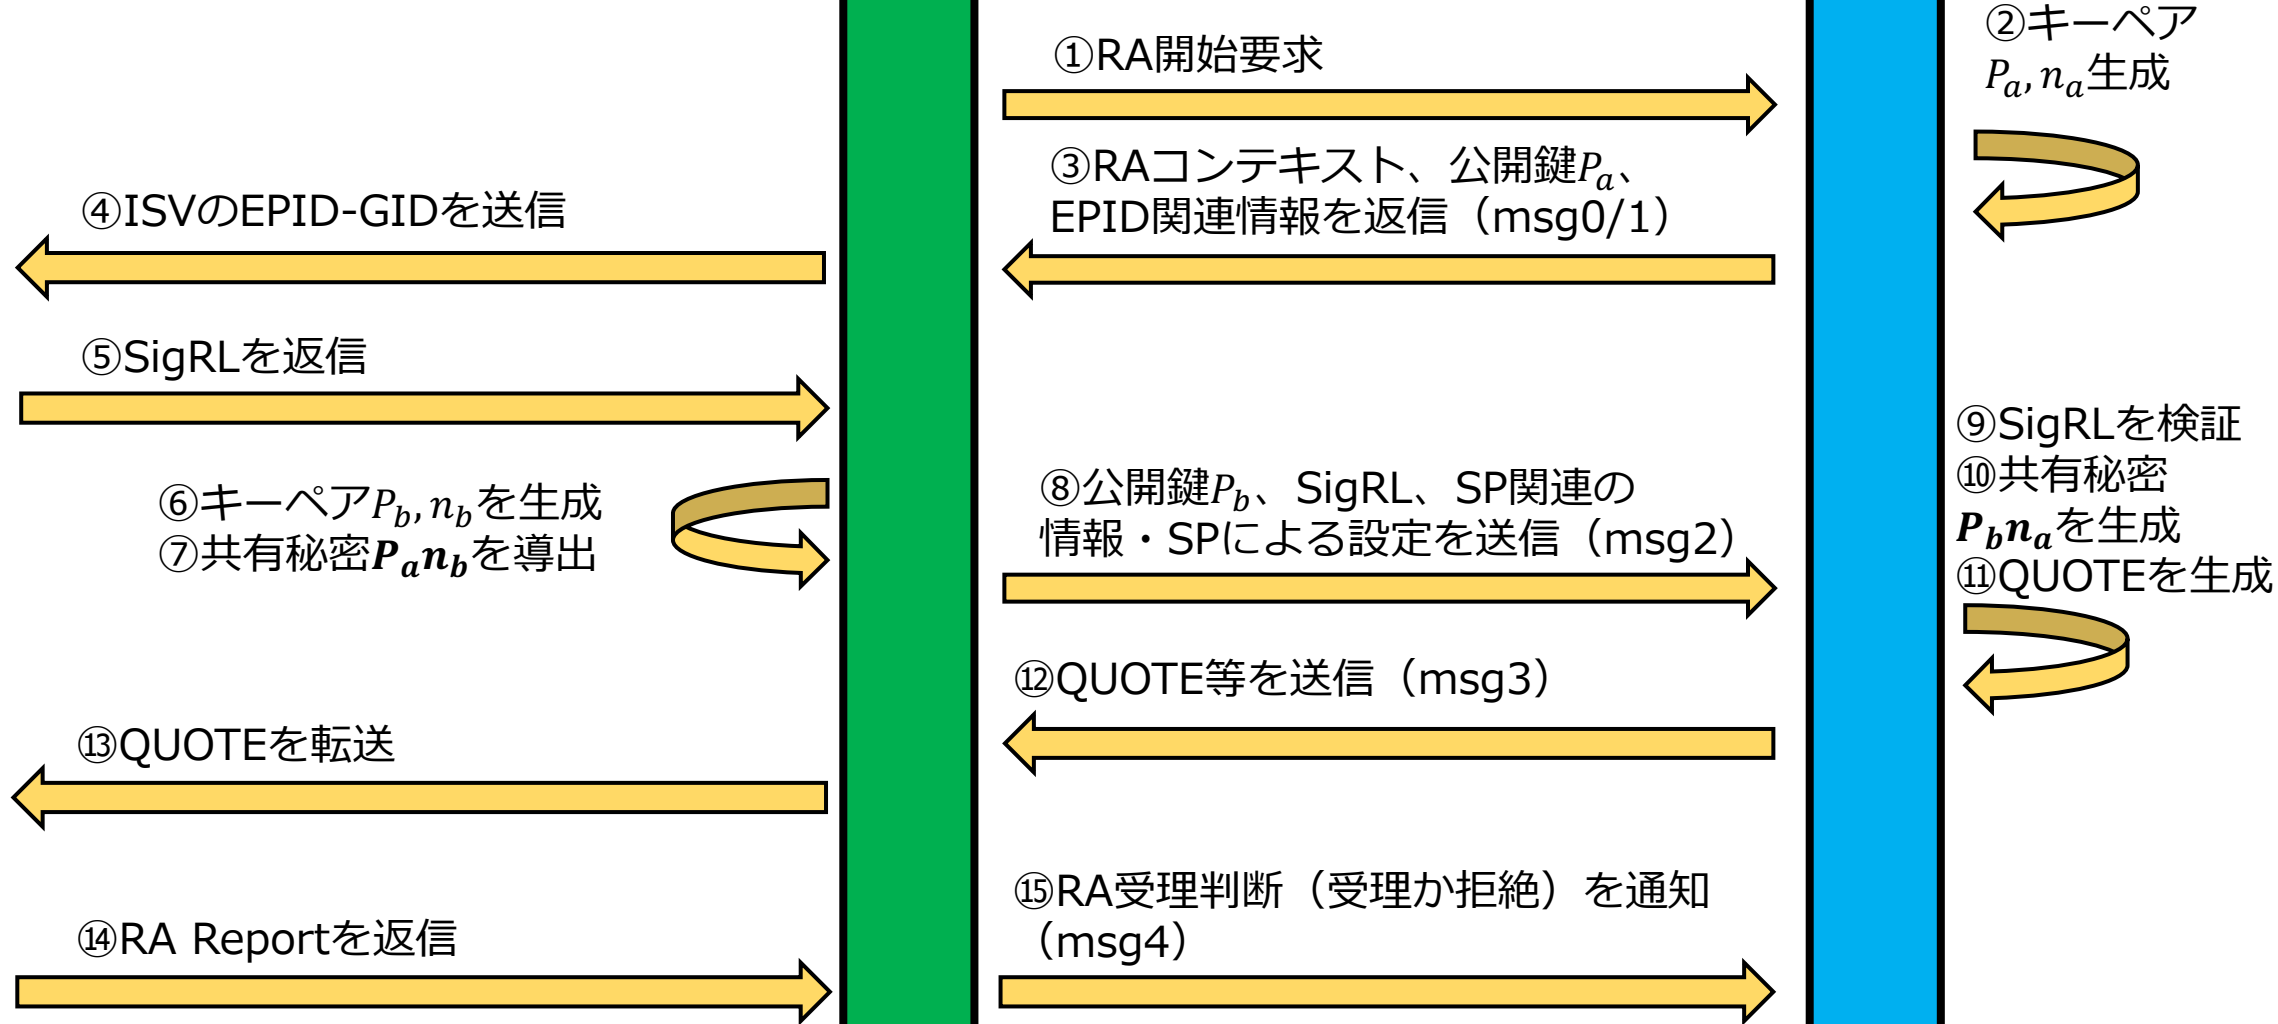 ①RA開始要求
②キーペア
P_a, n_a生成
③RAコンテキスト、公開鍵P_a、
EPID関連情報を返信（msg0/1）
④ISVのEPID-GIDを送信
⑤SigRLを返信
⑥キーペアP_b, n_bを生成
⑦共有秘密P_a n_bを導出
⑧公開鍵P_b、SigRL、SP関連の
情報・SPによる設定を送信（msg2）
⑨SigRLを検証
⑩共有秘密
P_b n_aを生成
⑪QUOTEを生成
⑫QUOTE等を送信（msg3）
⑬QUOTEを転送
⑭RA Reportを返信
⑮RA受理判断（受理か拒絶）を通知
（msg4）